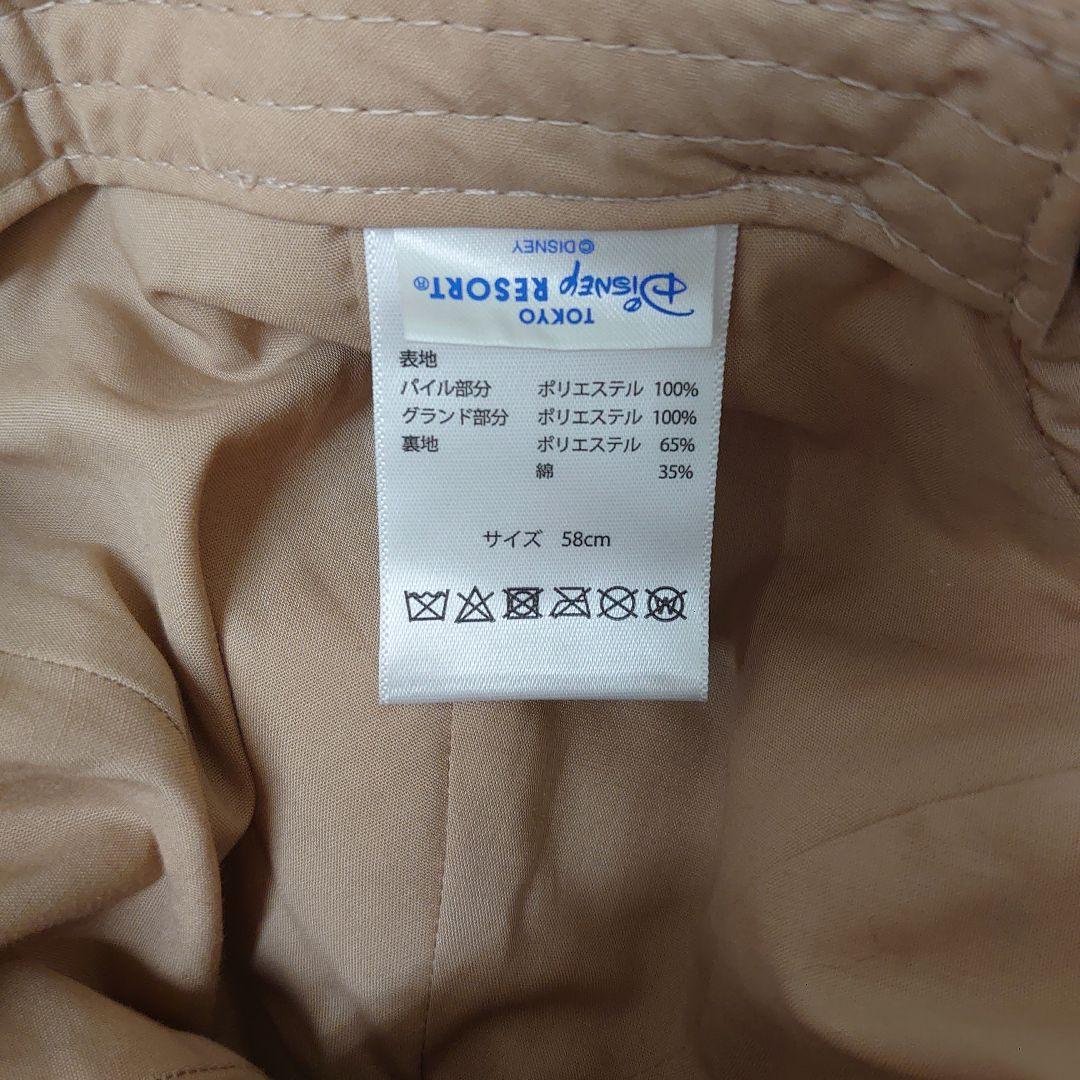 TOKYO
DISNEY RESORT®
© DISNEY
表地
パイル部分 ポリエステル 100%
グランド部分 ポリエステル 100%
裏地 ポリエステル 65%
綿 35%
サイズ 58cm
W